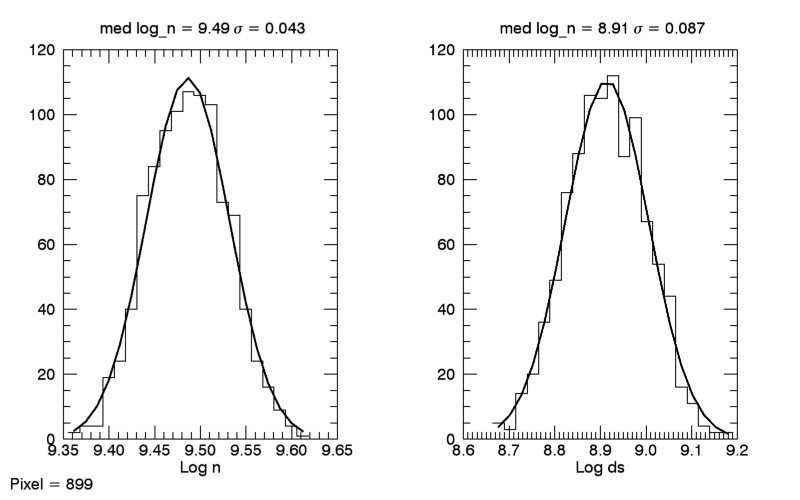 med log_n = 9.49 σ = 0.043
120
100
80
60
40
20
0
9.35 9.40 9.45 9.50 9.55 9.60 9.65
Log n
med log_n = 8.91 σ = 0.087
120
100
80
60
40
20
0
8.6 8.7 8.8 8.9 9.0 9.1 9.2
Log ds
Pixel = 899